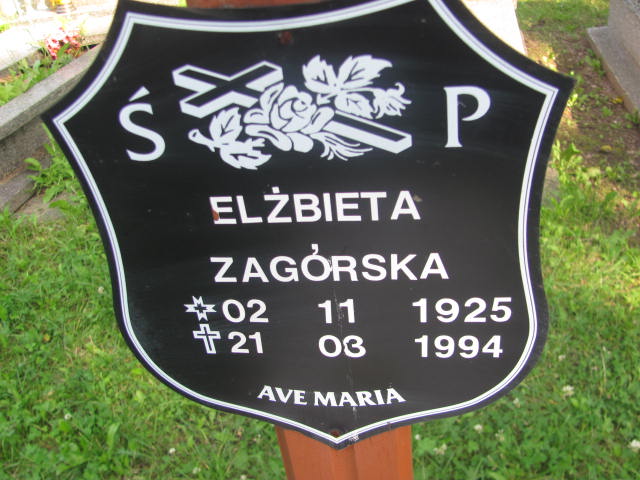 Ś P
ELŻBIETA
ZAGÓRSKA
02 11 1925
21 03 1994
AVE MARIA